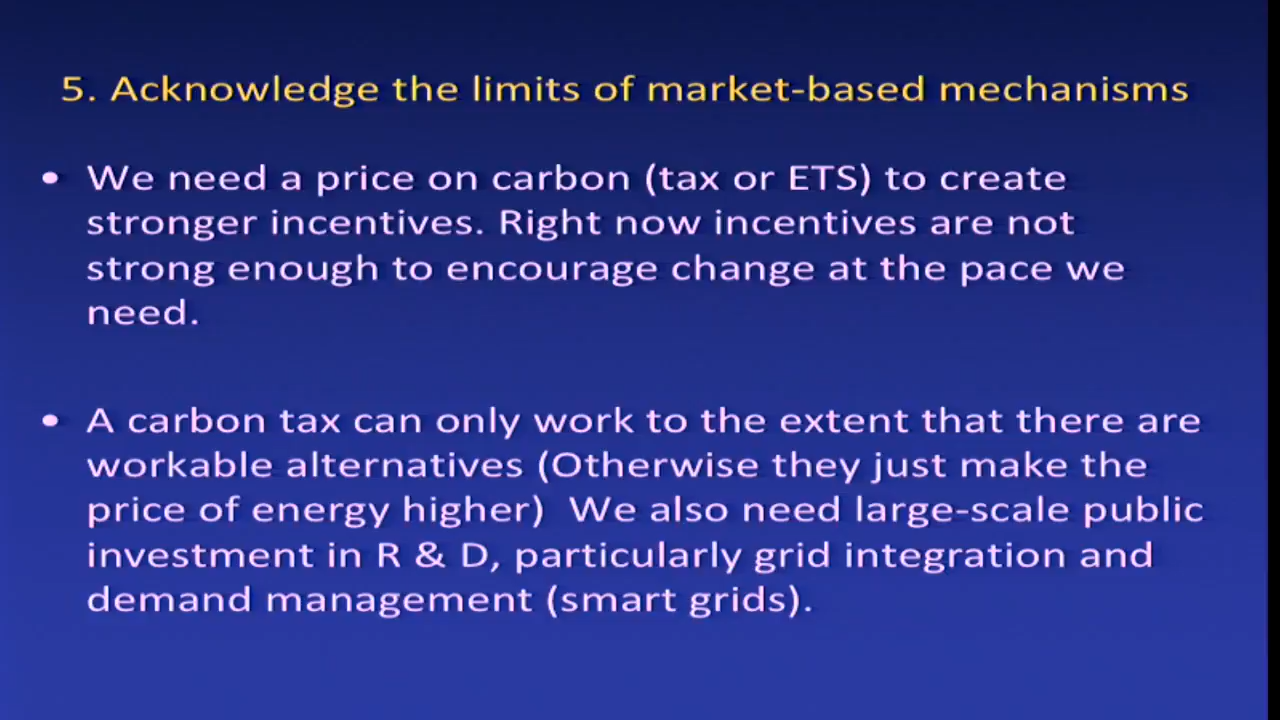 5. Acknowledge the limits of market-based mechanisms
• We need a price on carbon (tax or ETS) to create
stronger incentives. Right now incentives are not
strong enough to encourage change at the pace we
need.
• A carbon tax can only work to the extent that there are
workable alternatives (Otherwise they just make the
price of energy higher)  We also need large-scale public
investment in R & D, particularly grid integration and
demand management (smart grids).